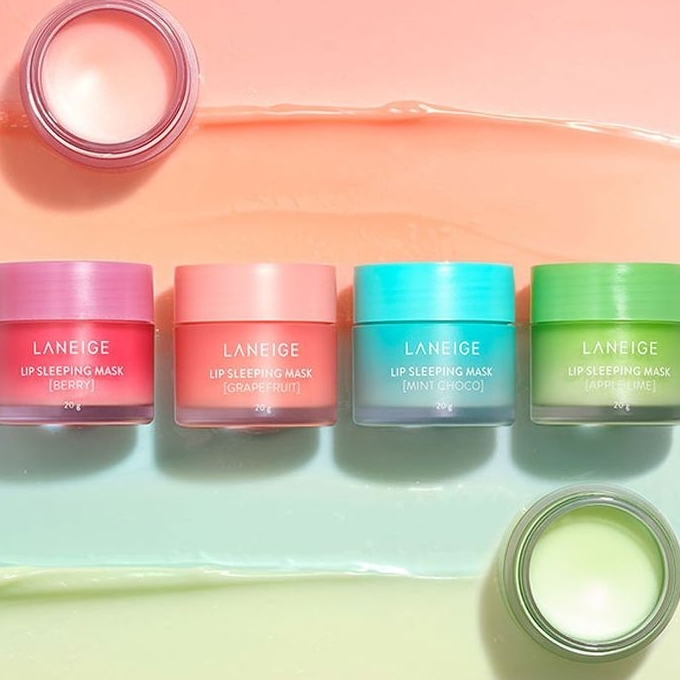 LANEIGE
LIP SLEEPING MASK
[BERRY]
20 g
LANEIGE
LIP SLEEPING MASK
[GRAPEFRUIT]
20 g
LANEIGE
LIP SLEEPING MASK
[MINT CHOCO]
20 g
LANEIGE
LIP SLEEPING MASK
[APPLE LIME]
20 g